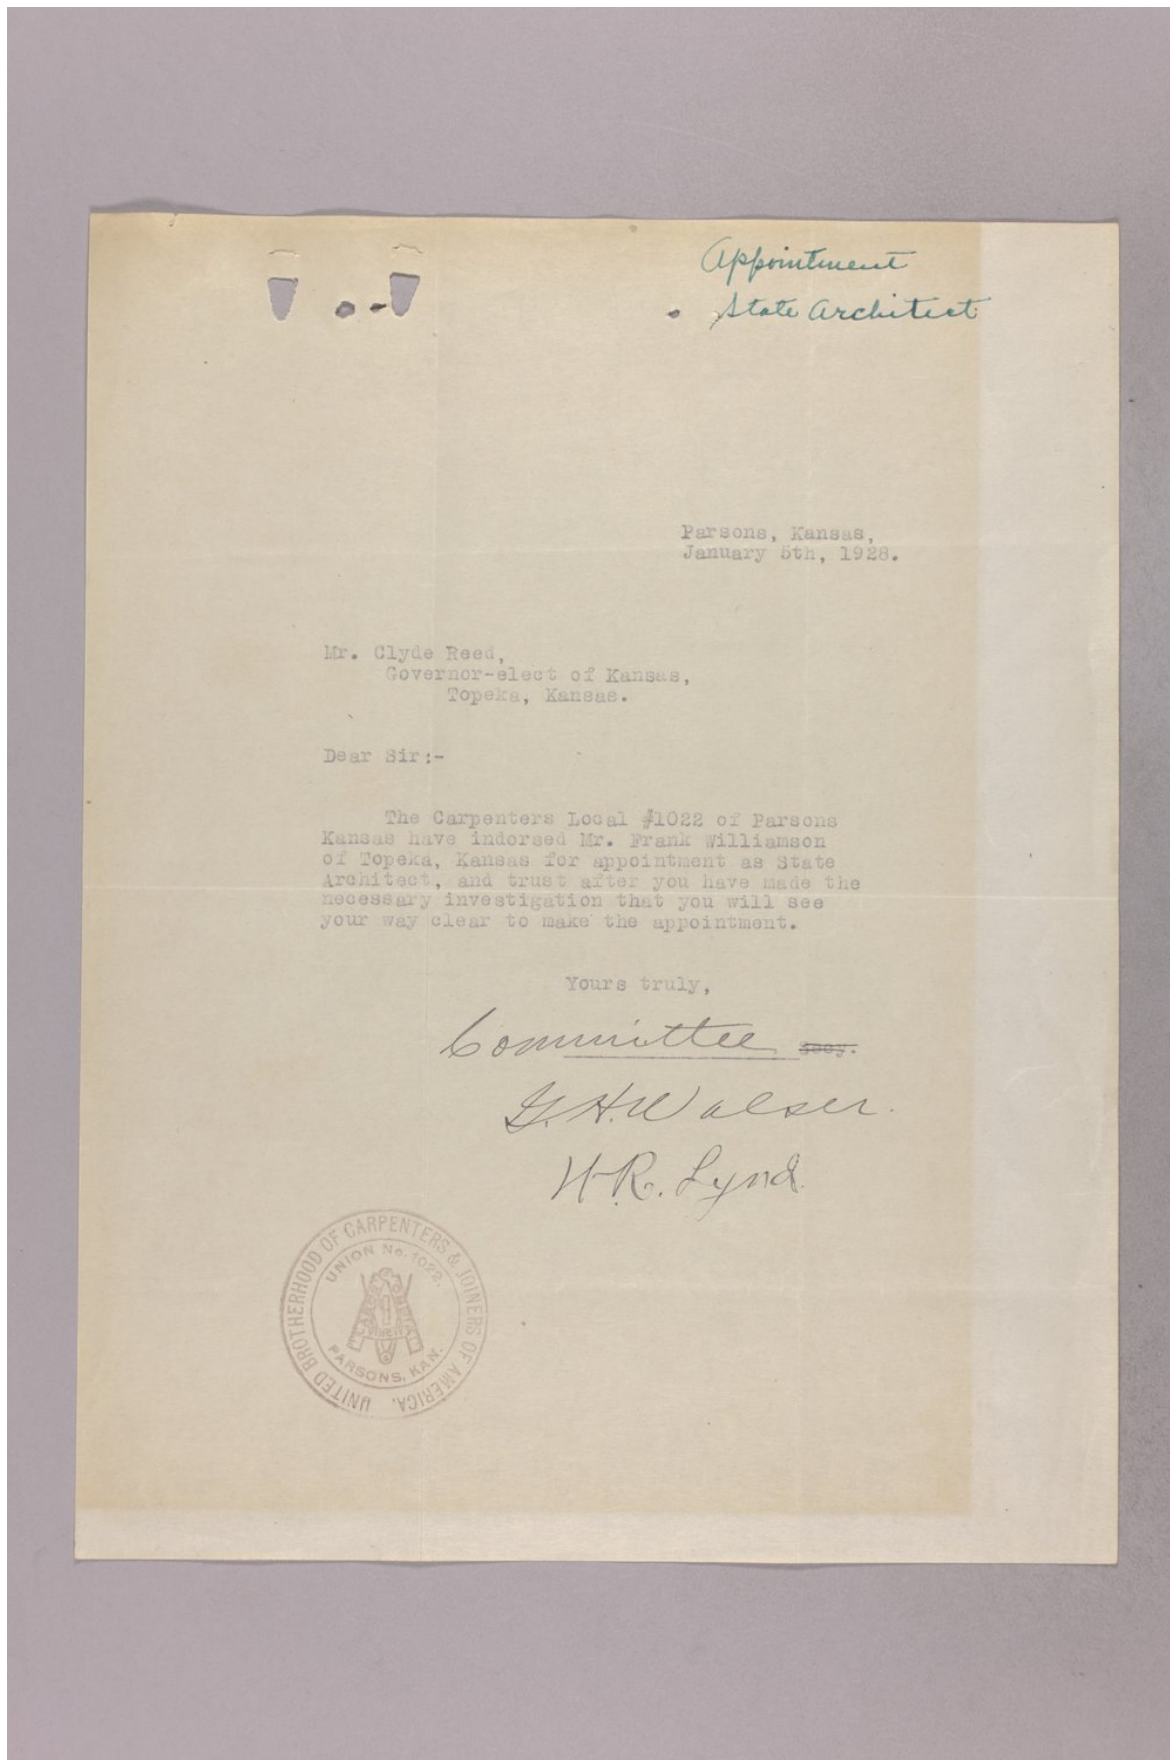 Appointment
State Architect
Parsons, Kansas,
January 5th, 1928.
Mr. Clyde Reed,
Governor-elect of Kansas,
Topeka, Kansas.
Dear Sir:-
The Carpenters Local #1022 of Parsons
Kansas have indorsed Mr. Frank Williamson
of Topeka, Kansas for appointment as State
Architect, and trust after you have made the
necessary investigation that you will see
your way clear to make the appointment.
Yours truly,
Committee Secy.
G. H. Walser.
H. R. Lynd.
UNITED BROTHERHOOD OF CARPENTERS & JOINERS OF AMERICA.
UNION No. 1022.
PARSONS, KAN.